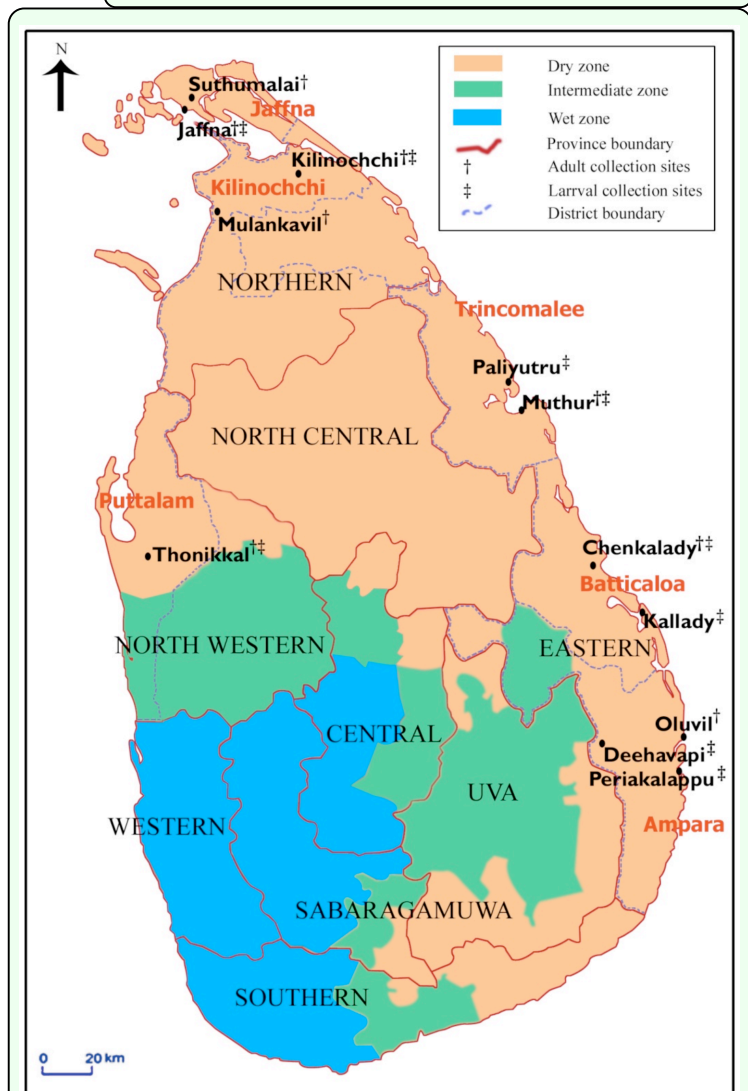 N
Dry zone
Intermediate zone
Wet zone
Province boundary
† Adult collection sites
‡ Larrval collection sites
District boundary
Suthumalai†
Jaffna
Jaffna†‡
Kilinochchi†‡
Kilinochchi
Mulankavil†
NORTHERN
Trincomalee
Paliyutru‡
Muthur†‡
NORTH CENTRAL
Puttalam
Thonikkal†‡
Chenkalady†‡
Batticaloa
Kallady‡
NORTH WESTERN
EASTERN
Oluvil†
CENTRAL
Deehavapi‡
Periakalappu‡
UVA
WESTERN
Ampara
SABARAGAMUWA
SOUTHERN
0 20 km